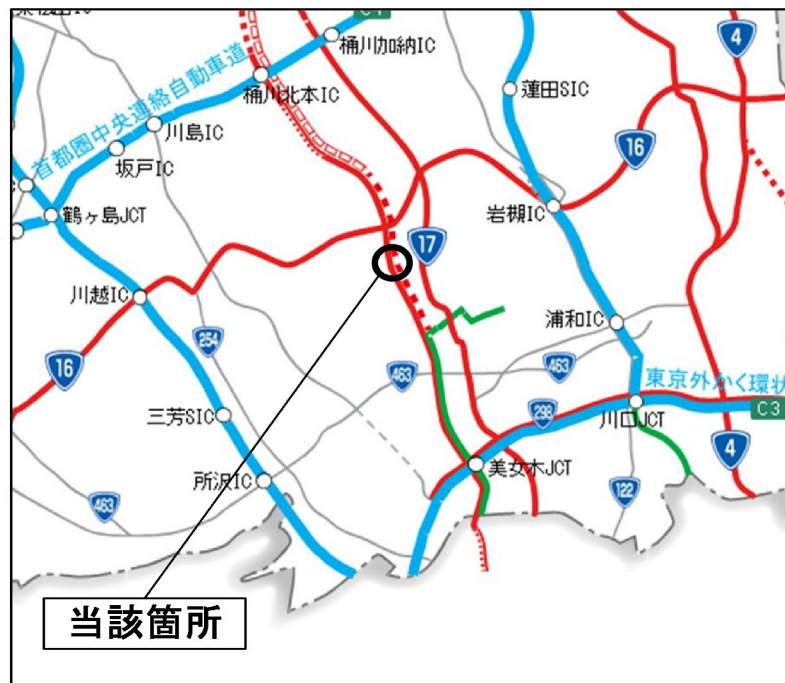 4
桶川加納IC
桶川北本IC
首都圏中央連絡自動車道
蓮田SIC
川島IC
坂戸IC
16
岩槻IC
鶴ヶ島JCT
17
川越IC
浦和IC
254
16
463
463
東京外かく環状
298
C3
三芳SIC
川口JCT
4
美女木JCT
所沢IC
463
122
当該箇所